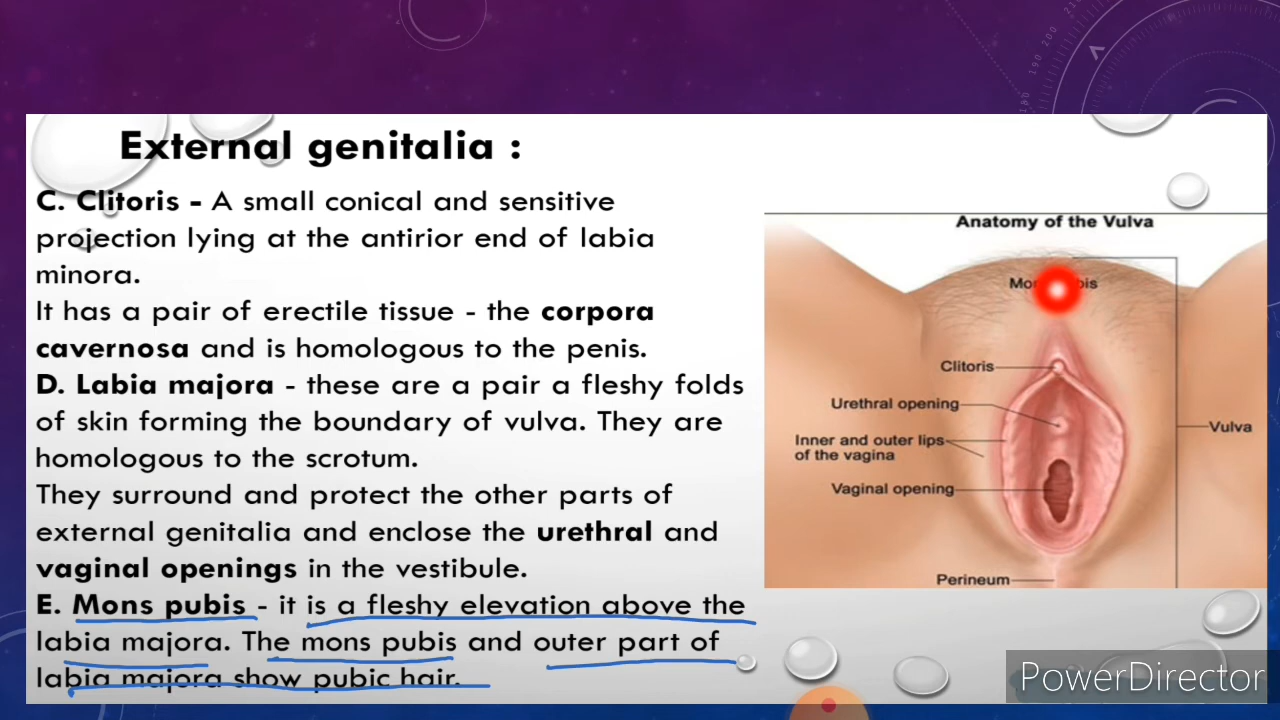 External genitalia :
C. Clitoris - A small conical and sensitive
projection lying at the antirior end of labia
minora.
It has a pair of erectile tissue - the corpora
cavernosa and is homologous to the penis.
D. Labia majora - these are a pair a fleshy folds
of skin forming the boundary of vulva. They are
homologous to the scrotum.
They surround and protect the other parts of
external genitalia and enclose the urethral and
vaginal openings in the vestibule.
E. Mons pubis - it is a fleshy elevation above the
labia majora. The mons pubis and outer part of
labia majora show pubic hair.
Anatomy of the Vulva
Clitoris
Urethral opening
Inner and outer lips
of the vagina
Vaginal opening
Perineum
Vulva
PowerDirector
190 200